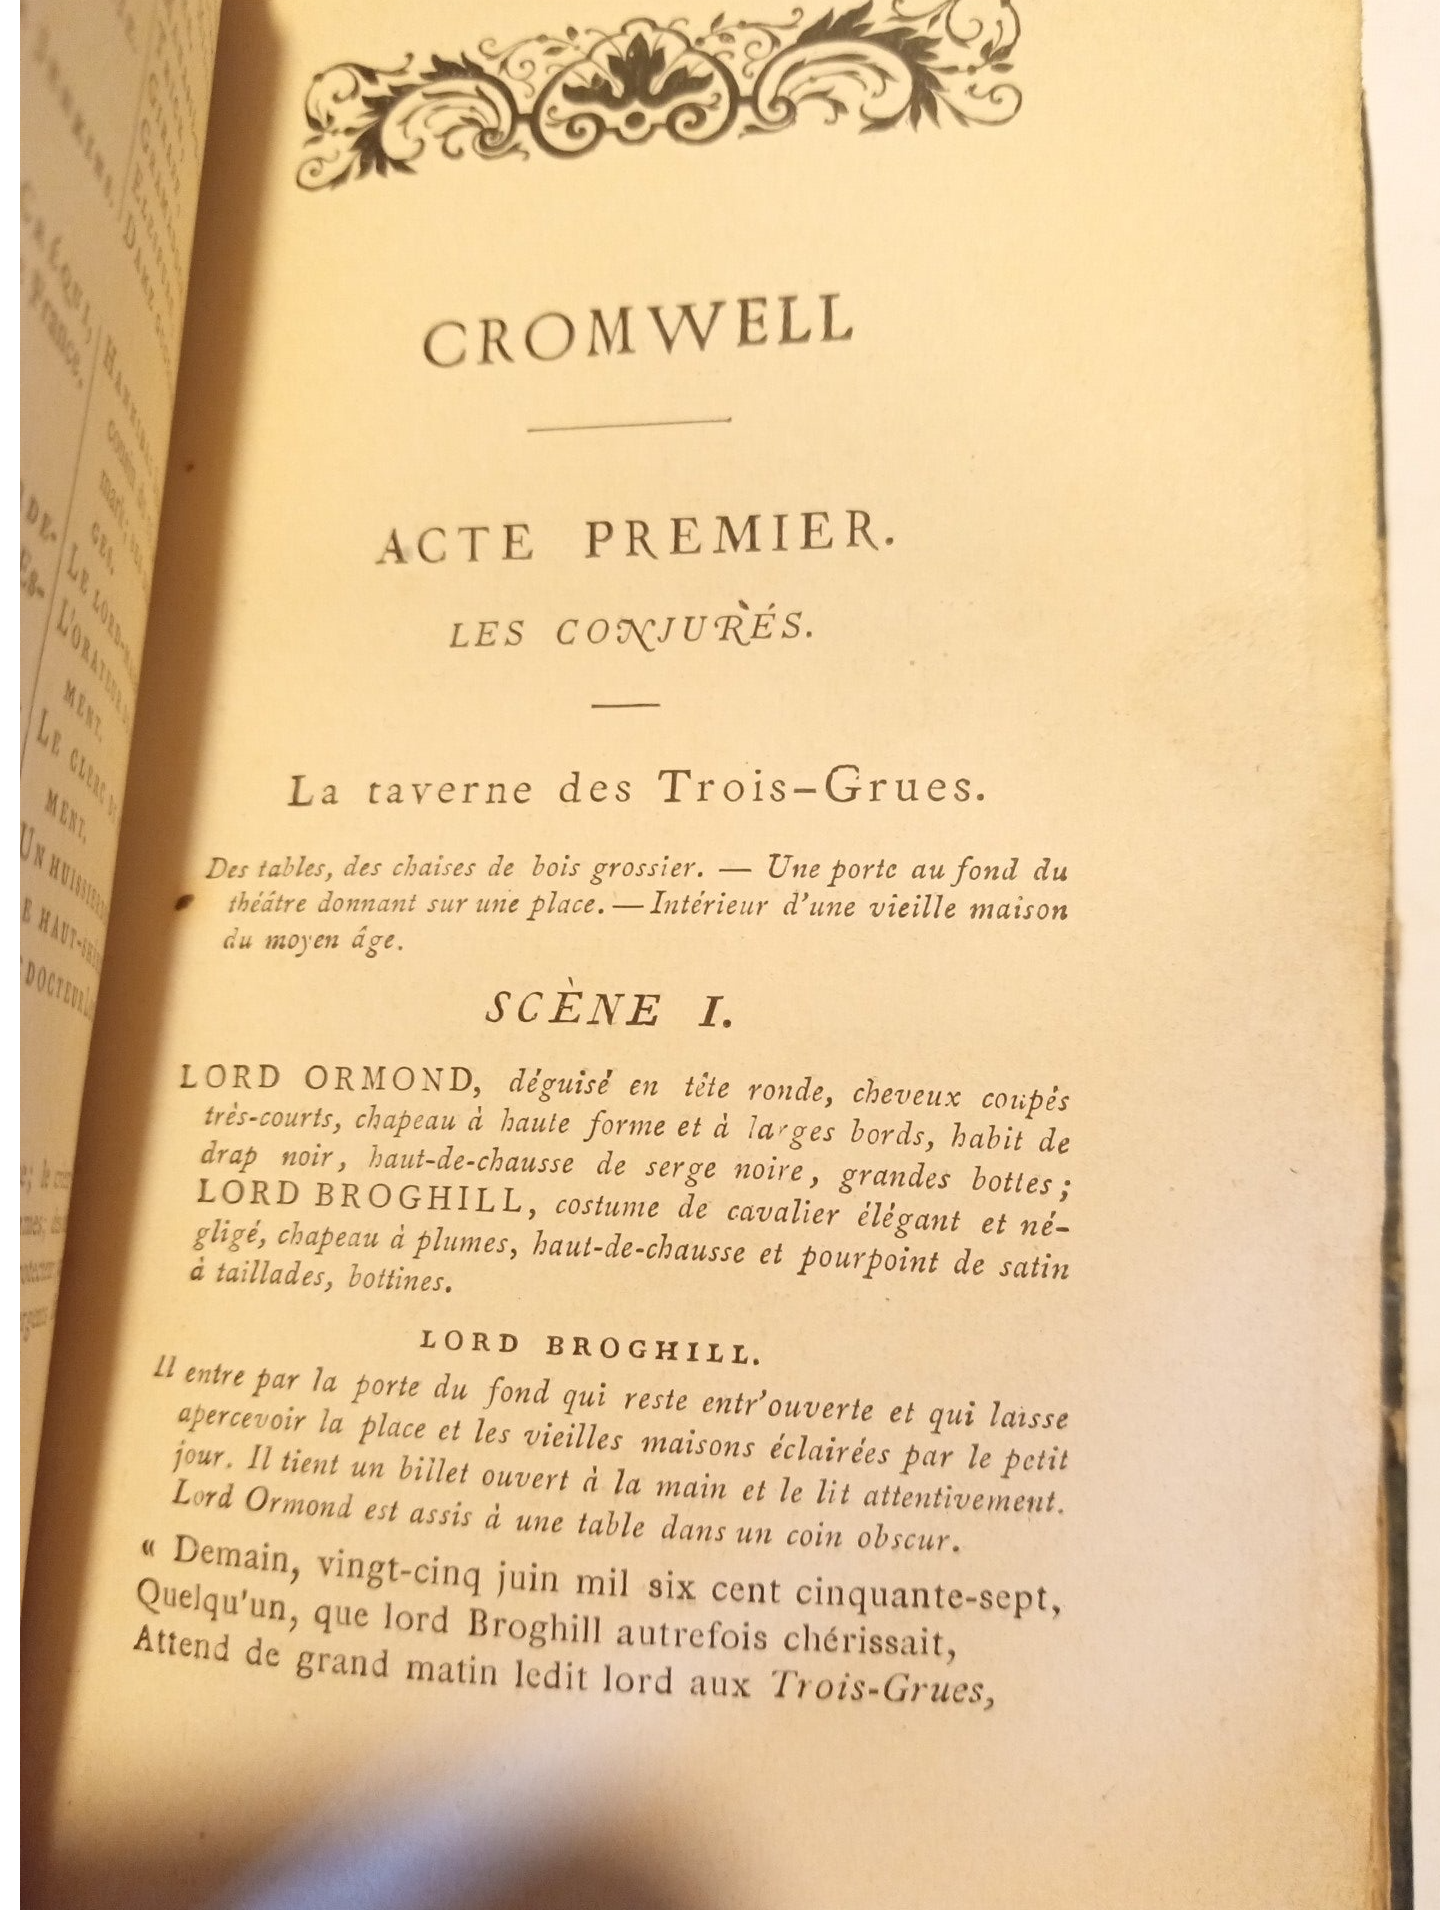 CROMWELL
ACTE PREMIER.
LES CONJURÉS.
La taverne des Trois-Grues.
Des tables, des chaises de bois grossier. — Une porte au fond du
théâtre donnant sur une place. — Intérieur d'une vieille maison
du moyen âge.
SCÈNE I.
LORD ORMOND, déguisé en tête ronde, cheveux coupés
très-courts, chapeau à haute forme et à larges bords, habit de
drap noir, haut-de-chausse de serge noire, grandes bottes;
LORD BROGHILL, costume de cavalier élégant et né-
gligé, chapeau à plumes, haut-de-chausse et pourpoint de satin
à taillades, bottines.
LORD BROGHILL.
Il entre par la porte du fond qui reste entr'ouverte et qui laisse
apercevoir la place et les vieilles maisons éclairées par le petit
jour. Il tient un billet ouvert à la main et le lit attentivement.
Lord Ormond est assis à une table dans un coin obscur.
« Demain, vingt-cinq juin mil six cent cinquante-sept,
Quelqu'un, que lord Broghill autrefois chérissait,
Attend de grand matin ledit lord aux Trois-Grues,